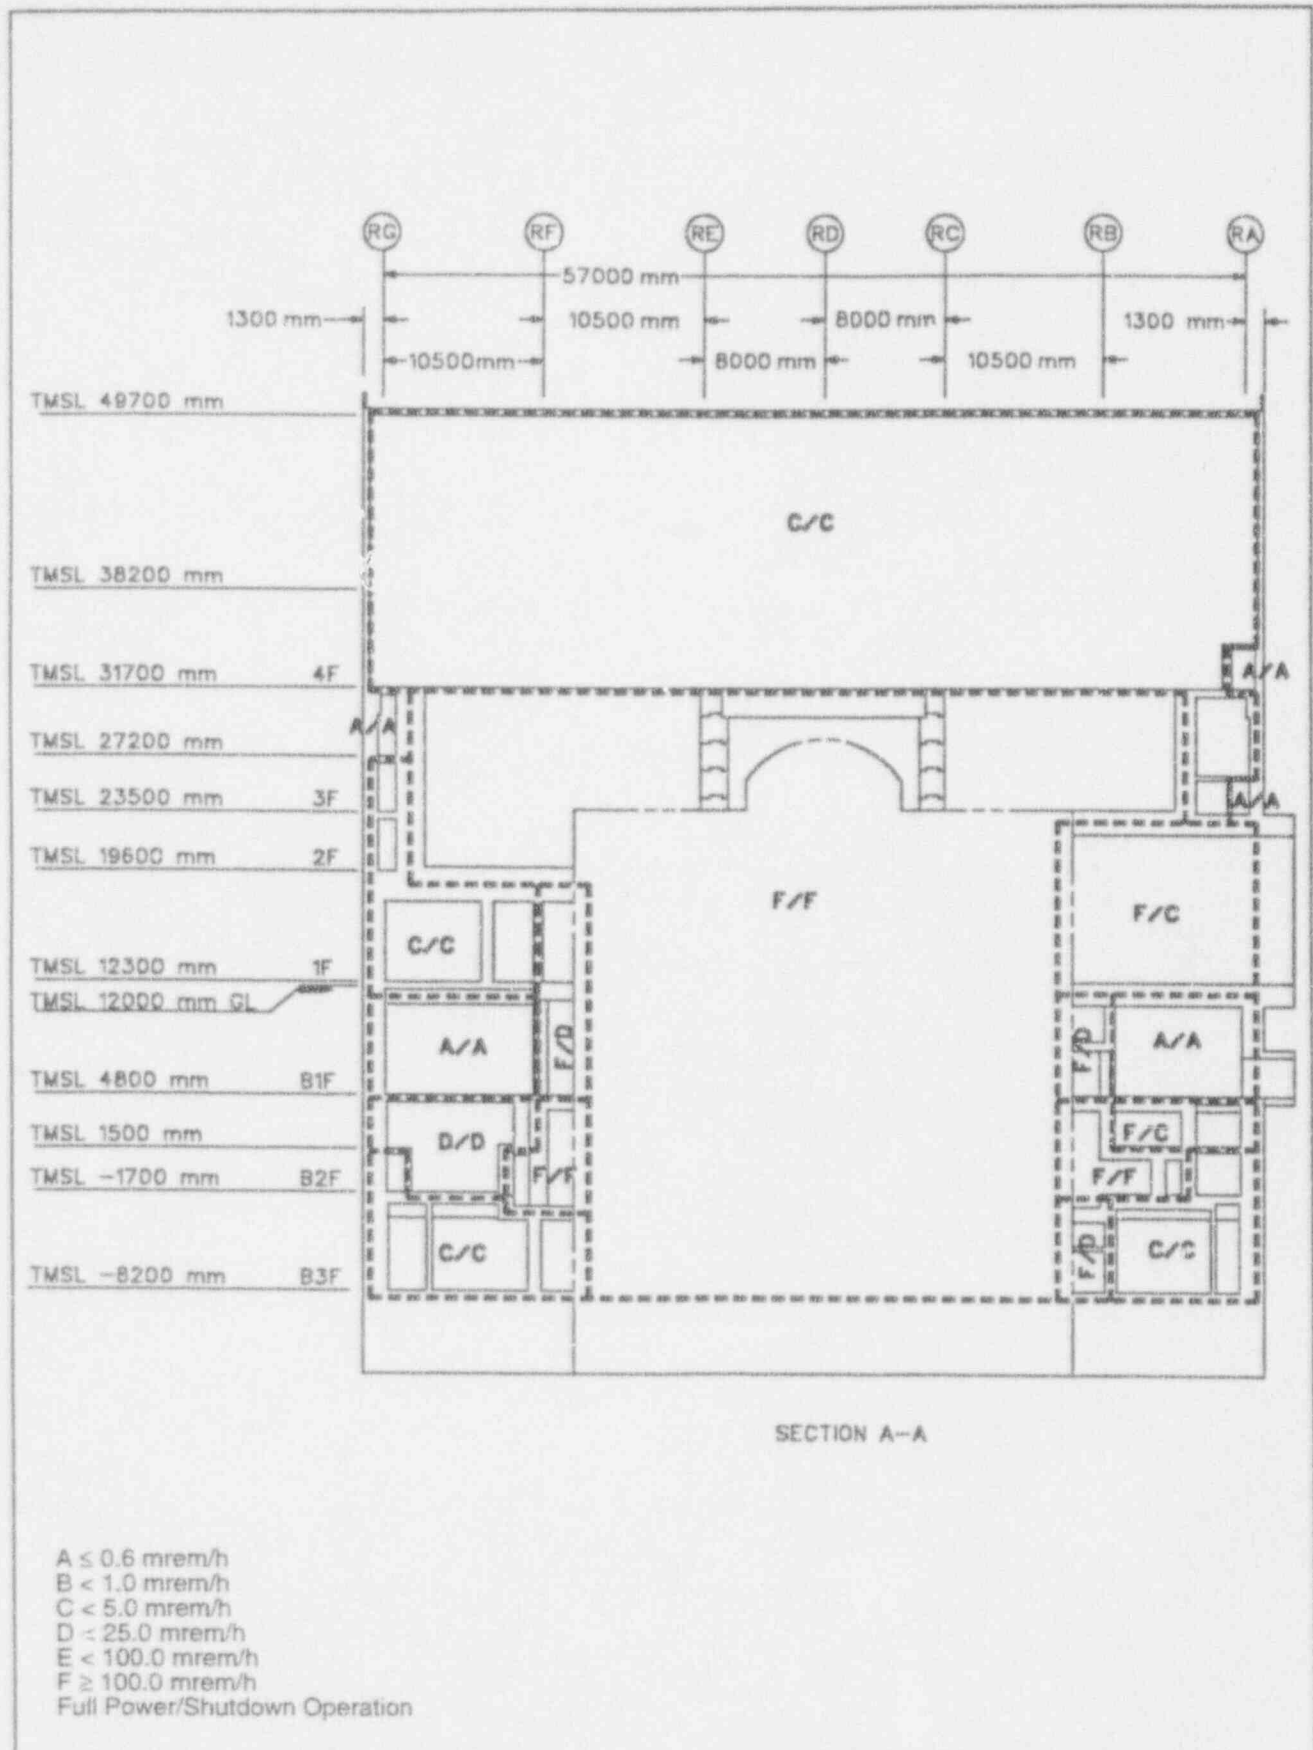 RG RF RE RD RC RB RA
57000 mm
1300 mm 10500 mm 8000 mm 1300 mm
10500mm 8000 mm 10500 mm
TMSL 49700 mm
C/C
TMSL 38200 mm
TMSL 31700 mm 4F
A/A
A/A
TMSL 27200 mm
TMSL 23500 mm 3F
A/A
TMSL 19600 mm 2F
F/F
F/C
C/C
TMSL 12300 mm 1F
TMSL 12000 mm GL
A/A
F/D
F/D
A/A
TMSL 4800 mm B1F
TMSL 1500 mm
D/D
F/C
TMSL -1700 mm B2F
F/F
F/F
C/C
F/D
C/C
TMSL -8200 mm B3F
SECTION A-A
A ≤ 0.6 mrem/h
B < 1.0 mrem/h
C < 5.0 mrem/h
D < 25.0 mrem/h
E < 100.0 mrem/h
F ≥ 100.0 mrem/h
Full Power/Shutdown Operation